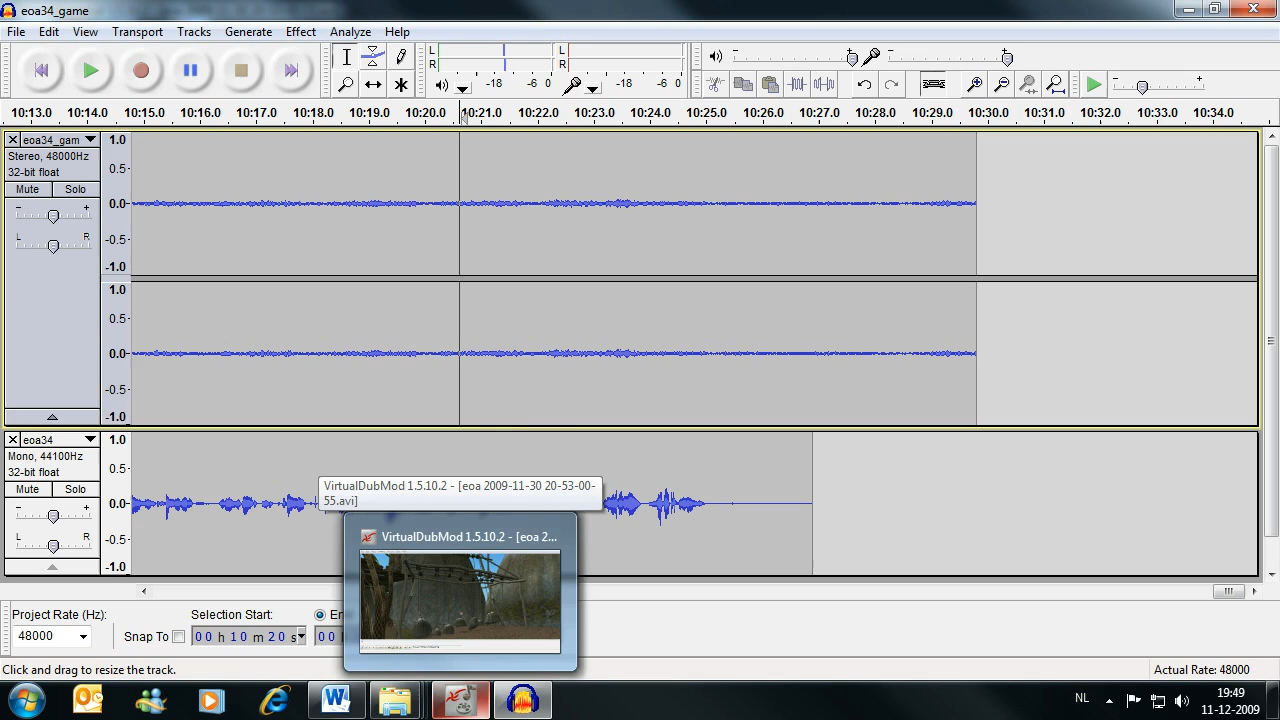 eoa34_game
File Edit View Transport Tracks Generate Effect Analyze Help
L
R
-18 -6 0
L
R
-18 -6 0
- +
- +
10:13.0 10:14.0 10:15.0 10:16.0 10:17.0 10:18.0 10:19.0 10:20.0 10:21.0 10:22.0 10:23.0 10:24.0 10:25.0 10:26.0 10:27.0 10:28.0 10:29.0 10:30.0 10:31.0 10:32.0 10:33.0 10:34.0
X eoa34_gam
Stereo, 48000Hz
32-bit float
Mute Solo
- +
L R
1.0
0.5-
0.0-
-0.5-
-1.0
1.0
0.5-
0.0-
-0.5-
-1.0
X eoa34
Mono, 44100Hz
32-bit float
Mute Solo
- +
L R
1.0
0.5-
0.0-
-0.5-
-1.0
VirtualDubMod 1.5.10.2 - [eoa 2009-11-30 20-53-00-
55.avi]
VirtualDubMod 1.5.10.2 - [eoa 2...
Project Rate (Hz):
48000
Snap To
Selection Start:
00 h 10 m 20 s
00
Click and drag to resize the track.
Actual Rate: 48000
NL
19:49
11-12-2009